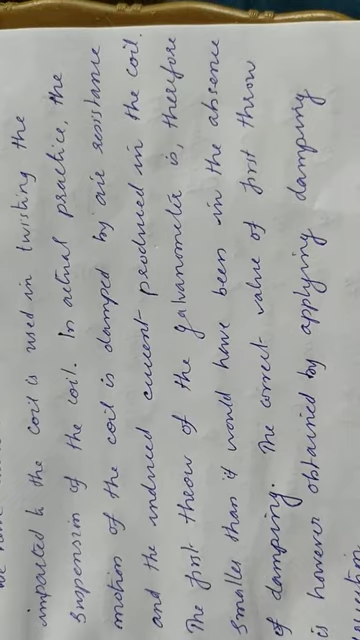 we have
imparted to the coil is used in twisting the
suspension of the coil. In actual practice, the
motion of the coil is damped by air resistance
and the induced current produced in the coil.
The first throw of the galvanometer is, therefore
smaller than it would have been in the absence
of damping. The correct value of first throw
is however obtained by applying damping